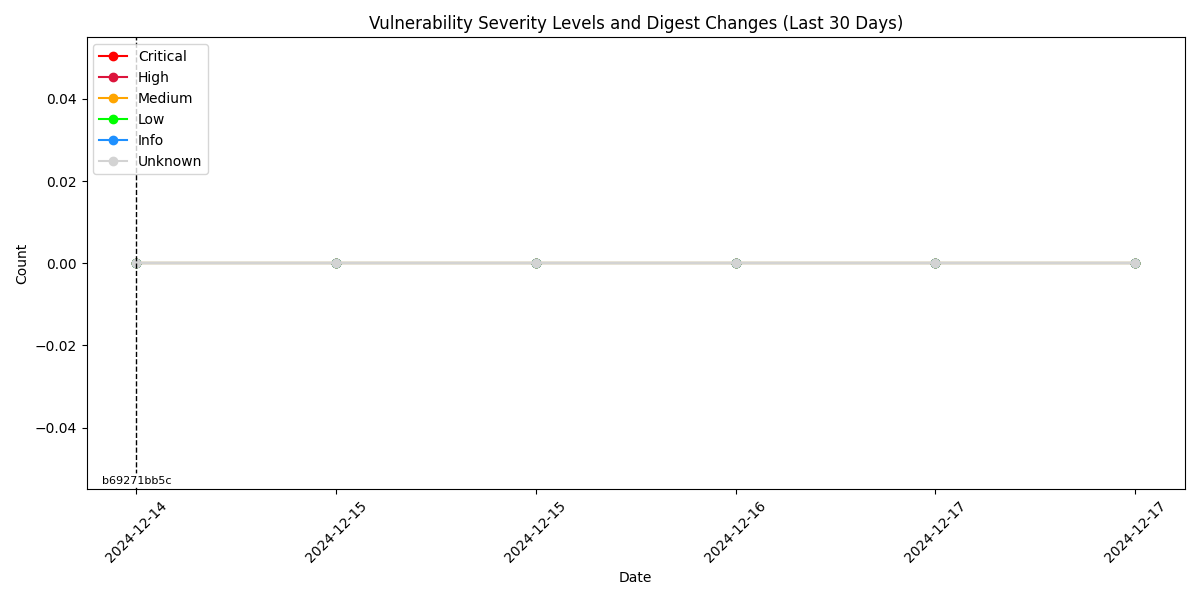 Vulnerability Severity Levels and Digest Changes (Last 30 Days)
Critical
High
Medium
Low
Info
Unknown
0.04
0.02
0.00
−0.02
−0.04
Count
b69271bb5c
2024-12-14
2024-12-15
2024-12-15
2024-12-16
2024-12-17
2024-12-17
Date